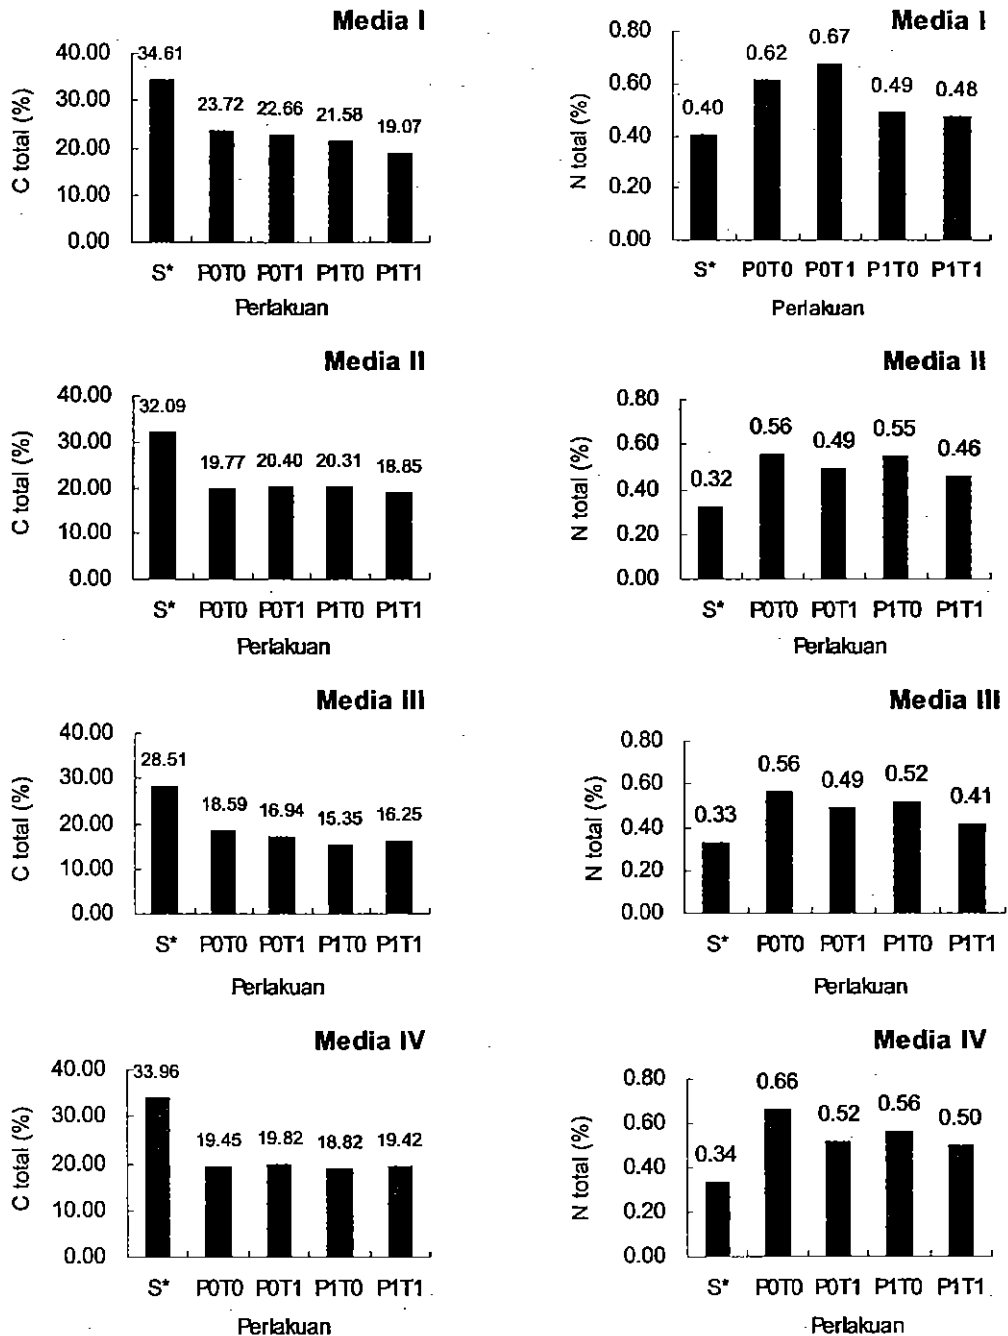 Media I
C total (%)
40.00
30.00
20.00
10.00
0.00
34.61
23.72
22.66
21.58
19.07
S* P0T0 P0T1 P1T0 P1T1
Perlakuan
Media I
N total (%)
0.80
0.60
0.40
0.20
0.00
0.40
0.62
0.67
0.49
0.48
S* P0T0 P0T1 P1T0 P1T1
Perlakuan
Media II
C total (%)
40.00
30.00
20.00
10.00
0.00
32.09
19.77
20.40
20.31
18.85
S* P0T0 P0T1 P1T0 P1T1
Perlakuan
Media II
N total (%)
0.80
0.60
0.40
0.20
0.00
0.32
0.56
0.49
0.55
0.46
S* P0T0 P0T1 P1T0 P1T1
Perlakuan
Media III
C total (%)
40.00
30.00
20.00
10.00
0.00
28.51
18.59
16.94
15.35
16.25
S* P0T0 P0T1 P1T0 P1T1
Perlakuan
Media III
N total (%)
0.80
0.60
0.40
0.20
0.00
0.33
0.56
0.49
0.52
0.41
S* P0T0 P0T1 P1T0 P1T1
Perlakuan
Media IV
C total (%)
40.00
30.00
20.00
10.00
0.00
33.96
19.45
19.82
18.82
19.42
S* P0T0 P0T1 P1T0 P1T1
Perlakuan
Media IV
N total (%)
0.80
0.60
0.40
0.20
0.00
0.34
0.66
0.52
0.56
0.50
S* P0T0 P0T1 P1T0 P1T1
Perlakuan